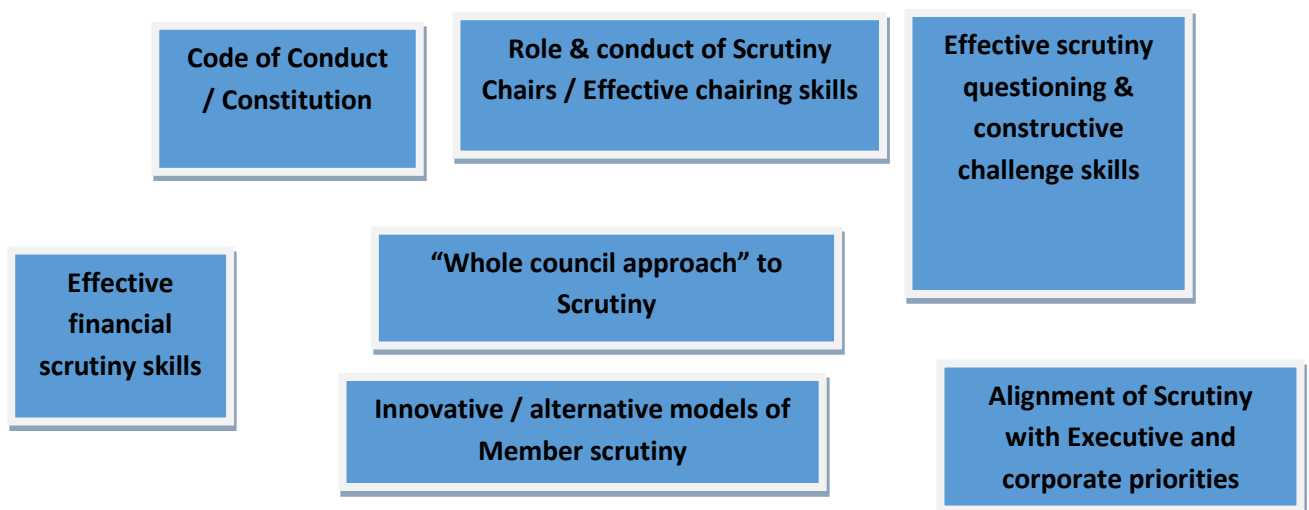 Code of Conduct
/ Constitution
Role & conduct of Scrutiny
Chairs / Effective chairing skills
Effective scrutiny
questioning &
constructive
challenge skills
“Whole council approach” to
Scrutiny
Effective
financial
scrutiny skills
Innovative / alternative models of
Member scrutiny
Alignment of Scrutiny
with Executive and
corporate priorities